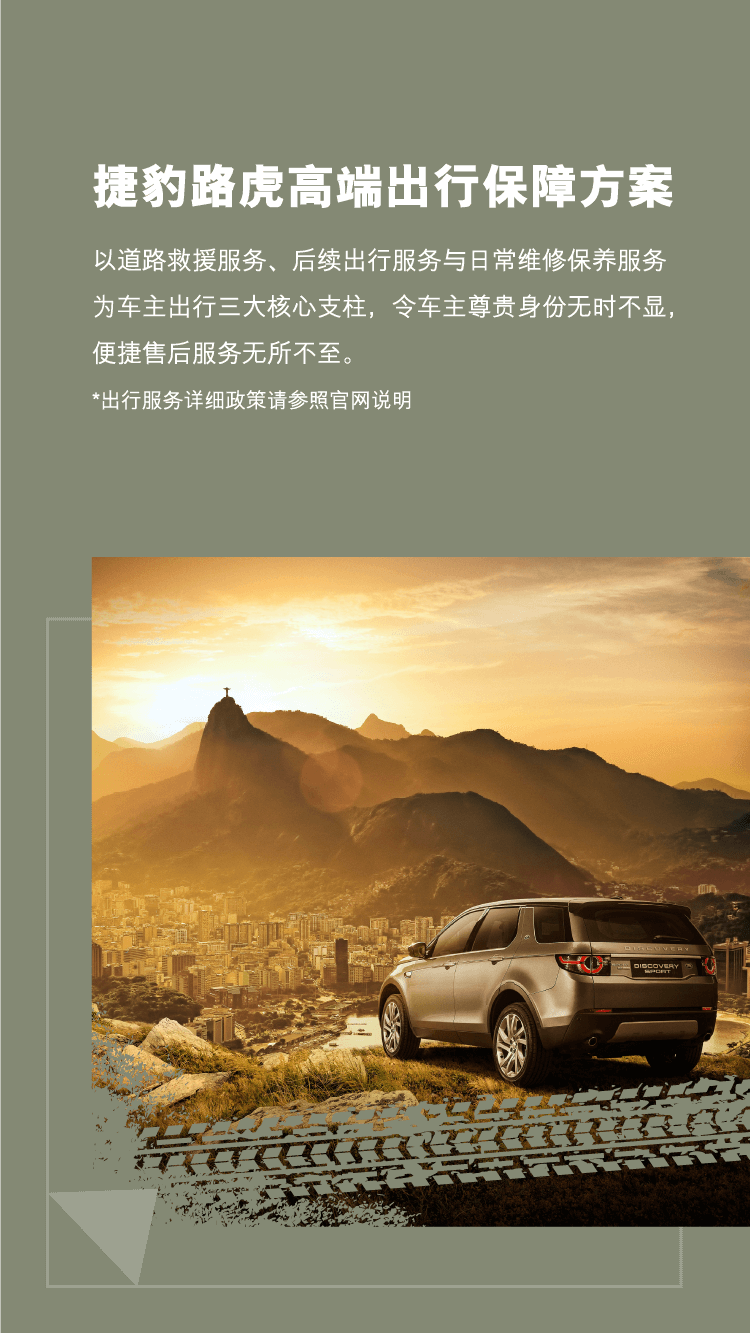 捷豹路虎高端出行保障方案
以道路救援服务、后续出行服务与日常维修保养服务
为车主出行三大核心支柱，令车主尊贵身份无时不显，
便捷售后服务无所不至。
*出行服务详细政策请参照官网说明
DISCOVERY
DISCOVERY
SPORT